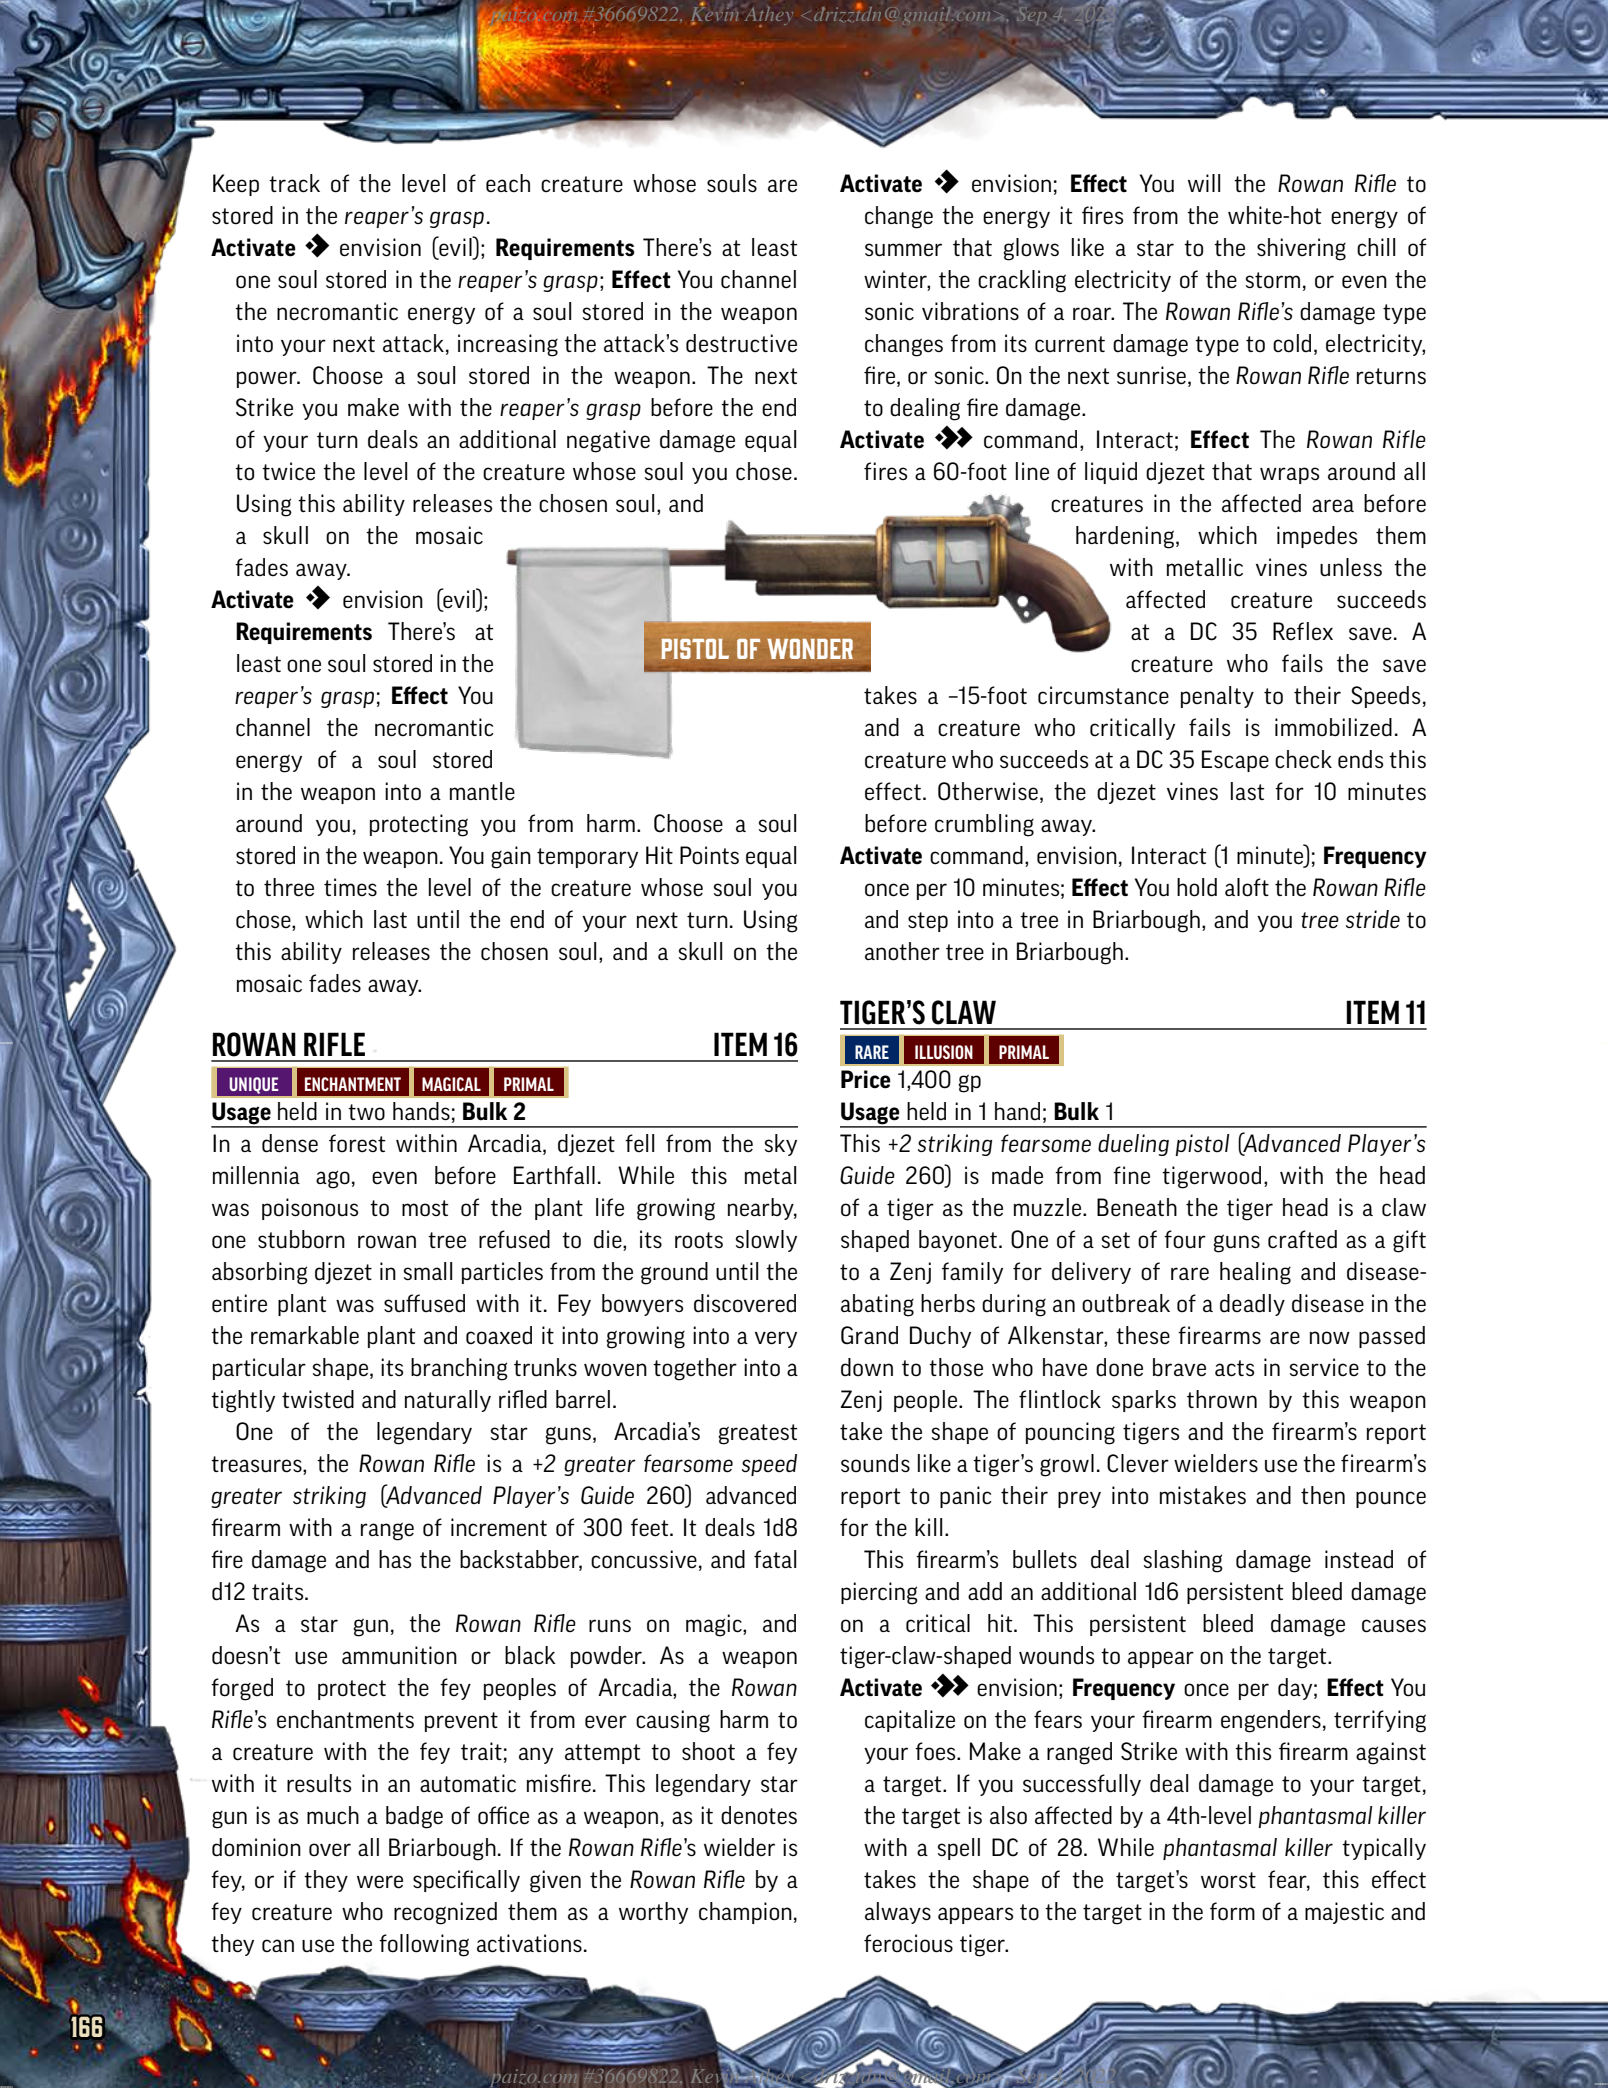 paizo.com #36669822, Kevin Athey <drizztdn@gmail.com>, Sep 4, 202
Keep track of the level of each creature whose souls are
stored in the reaper's grasp.
Activate envision (evil); Requirements There's at least
one soul stored in the reaper's grasp; Effect You channel
the necromantic energy of a soul stored in the weapon
into your next attack, increasing the attack's destructive
power. Choose a soul stored in the weapon. The next
Strike you make with the reaper's grasp before the end
of your turn deals an additional negative damage equal
to twice the level of the creature whose soul you chose.
Using this ability releases the chosen soul, and
a skull on the mosaic
fades away.
Activate envision (evil);
Requirements There's at
least one soul stored in the
reaper's grasp; Effect You
channel the necromantic
energy of a soul stored
in the weapon into a mantle
around you, protecting you from harm. Choose a soul
stored in the weapon. You gain temporary Hit Points equal
to three times the level of the creature whose soul you
chose, which last until the end of your next turn. Using
this ability releases the chosen soul, and a skull on the
mosaic fades away.
ROWAN RIFLE ITEM 16
UNIQUE ENCHANTMENT MAGICAL PRIMAL
Usage held in two hands; Bulk 2
In a dense forest within Arcadia, djezet fell from the sky
millennia ago, even before Earthfall. While this metal
was poisonous to most of the plant life growing nearby,
one stubborn rowan tree refused to die, its roots slowly
absorbing djezet in small particles from the ground until the
entire plant was suffused with it. Fey bowyers discovered
the remarkable plant and coaxed it into growing into a very
particular shape, its branching trunks woven together into a
tightly twisted and naturally rifled barrel.
One of the legendary star guns, Arcadia's greatest
treasures, the Rowan Rifle is a +2 greater fearsome speed
greater striking (Advanced Player's Guide 260) advanced
firearm with a range of increment of 300 feet. It deals 1d8
fire damage and has the backstabber, concussive, and fatal
d12 traits.
As a star gun, the Rowan Rifle runs on magic, and
doesn't use ammunition or black powder. As a weapon
forged to protect the fey peoples of Arcadia, the Rowan
Rifle's enchantments prevent it from ever causing harm to
a creature with the fey trait; any attempt to shoot a fey
with it results in an automatic misfire. This legendary star
gun is as much a badge of office as a weapon, as it denotes
dominion over all Briarbough. If the Rowan Rifle's wielder is
fey, or if they were specifically given the Rowan Rifle by a
fey creature who recognized them as a worthy champion,
they can use the following activations.
PISTOL OF WONDER
Activate envision; Effect You will the Rowan Rifle to
change the energy it fires from the white-hot energy of
summer that glows like a star to the shivering chill of
winter, the crackling electricity of the storm, or even the
sonic vibrations of a roar. The Rowan Rifle's damage type
changes from its current damage type to cold, electricity,
fire, or sonic. On the next sunrise, the Rowan Rifle returns
to dealing fire damage.
Activate command, Interact; Effect The Rowan Rifle
fires a 60-foot line of liquid djezet that wraps around all
creatures in the affected area before
hardening, which impedes them
with metallic vines unless the
affected creature succeeds
at a DC 35 Reflex save. A
creature who fails the save
takes a –15-foot circumstance penalty to their Speeds,
and a creature who critically fails is immobilized. A
creature who succeeds at a DC 35 Escape check ends this
effect. Otherwise, the djezet vines last for 10 minutes
before crumbling away.
Activate command, envision, Interact (1 minute); Frequency
once per 10 minutes; Effect You hold aloft the Rowan Rifle
and step into a tree in Briarbough, and you tree stride to
another tree in Briarbough.
TIGER'S CLAW ITEM 11
RARE ILLUSION PRIMAL
Price 1,400 gp
Usage held in 1 hand; Bulk 1
This +2 striking fearsome dueling pistol (Advanced Player's
Guide 260) is made from fine tigerwood, with the head
of a tiger as the muzzle. Beneath the tiger head is a claw
shaped bayonet. One of a set of four guns crafted as a gift
to a Zenj family for delivery of rare healing and disease-
abating herbs during an outbreak of a deadly disease in the
Grand Duchy of Alkenstar, these firearms are now passed
down to those who have done brave acts in service to the
Zenj people. The flintlock sparks thrown by this weapon
take the shape of pouncing tigers and the firearm's report
sounds like a tiger's growl. Clever wielders use the firearm's
report to panic their prey into mistakes and then pounce
for the kill.
This firearm's bullets deal slashing damage instead of
piercing and add an additional 1d6 persistent bleed damage
on a critical hit. This persistent bleed damage causes
tiger-claw-shaped wounds to appear on the target.
Activate envision; Frequency once per day; Effect You
capitalize on the fears your firearm engenders, terrifying
your foes. Make a ranged Strike with this firearm against
a target. If you successfully deal damage to your target,
the target is also affected by a 4th-level phantasmal killer
with a spell DC of 28. While phantasmal killer typically
takes the shape of the target's worst fear, this effect
always appears to the target in the form of a majestic and
ferocious tiger.
166
paizo.com #36669822, Kevin Athey <drizztdn@gmail.com>, Sep 4, 202